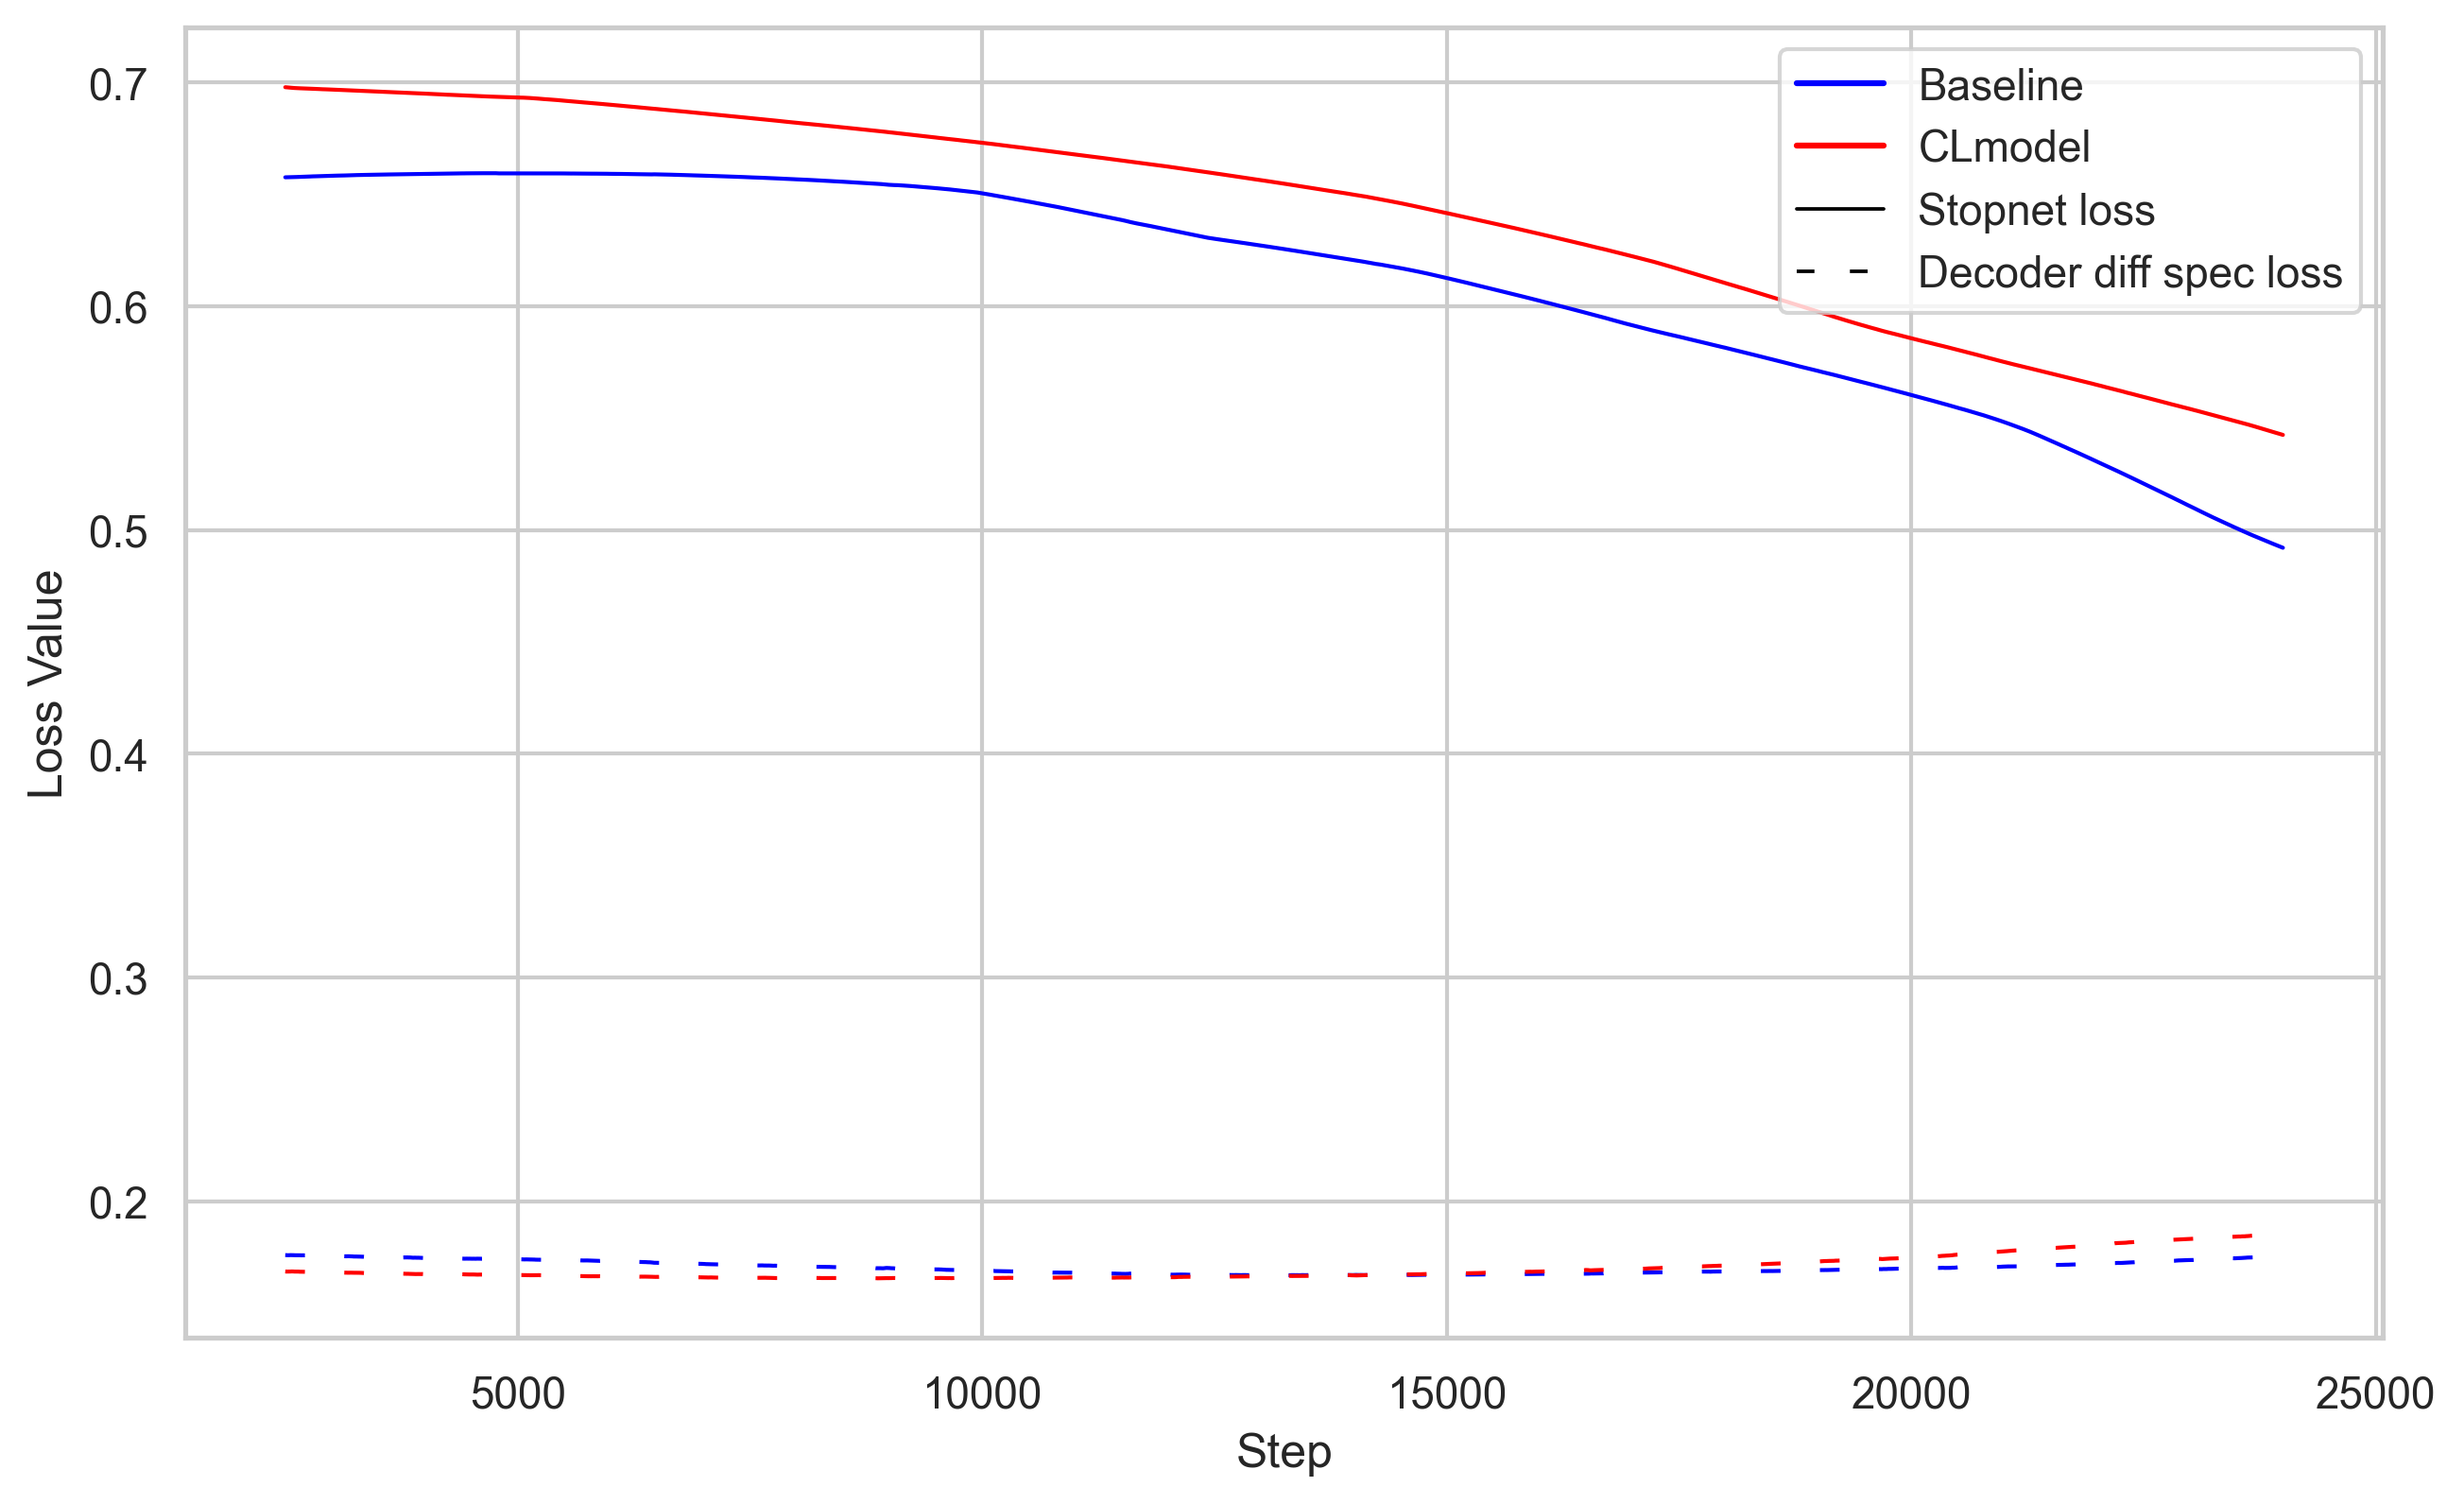 0.7
0.6
0.5
0.4
0.3
0.2
Loss Value
Baseline
CLmodel
Stopnet loss
Decoder diff spec loss
5000 10000 15000 20000 25000
Step